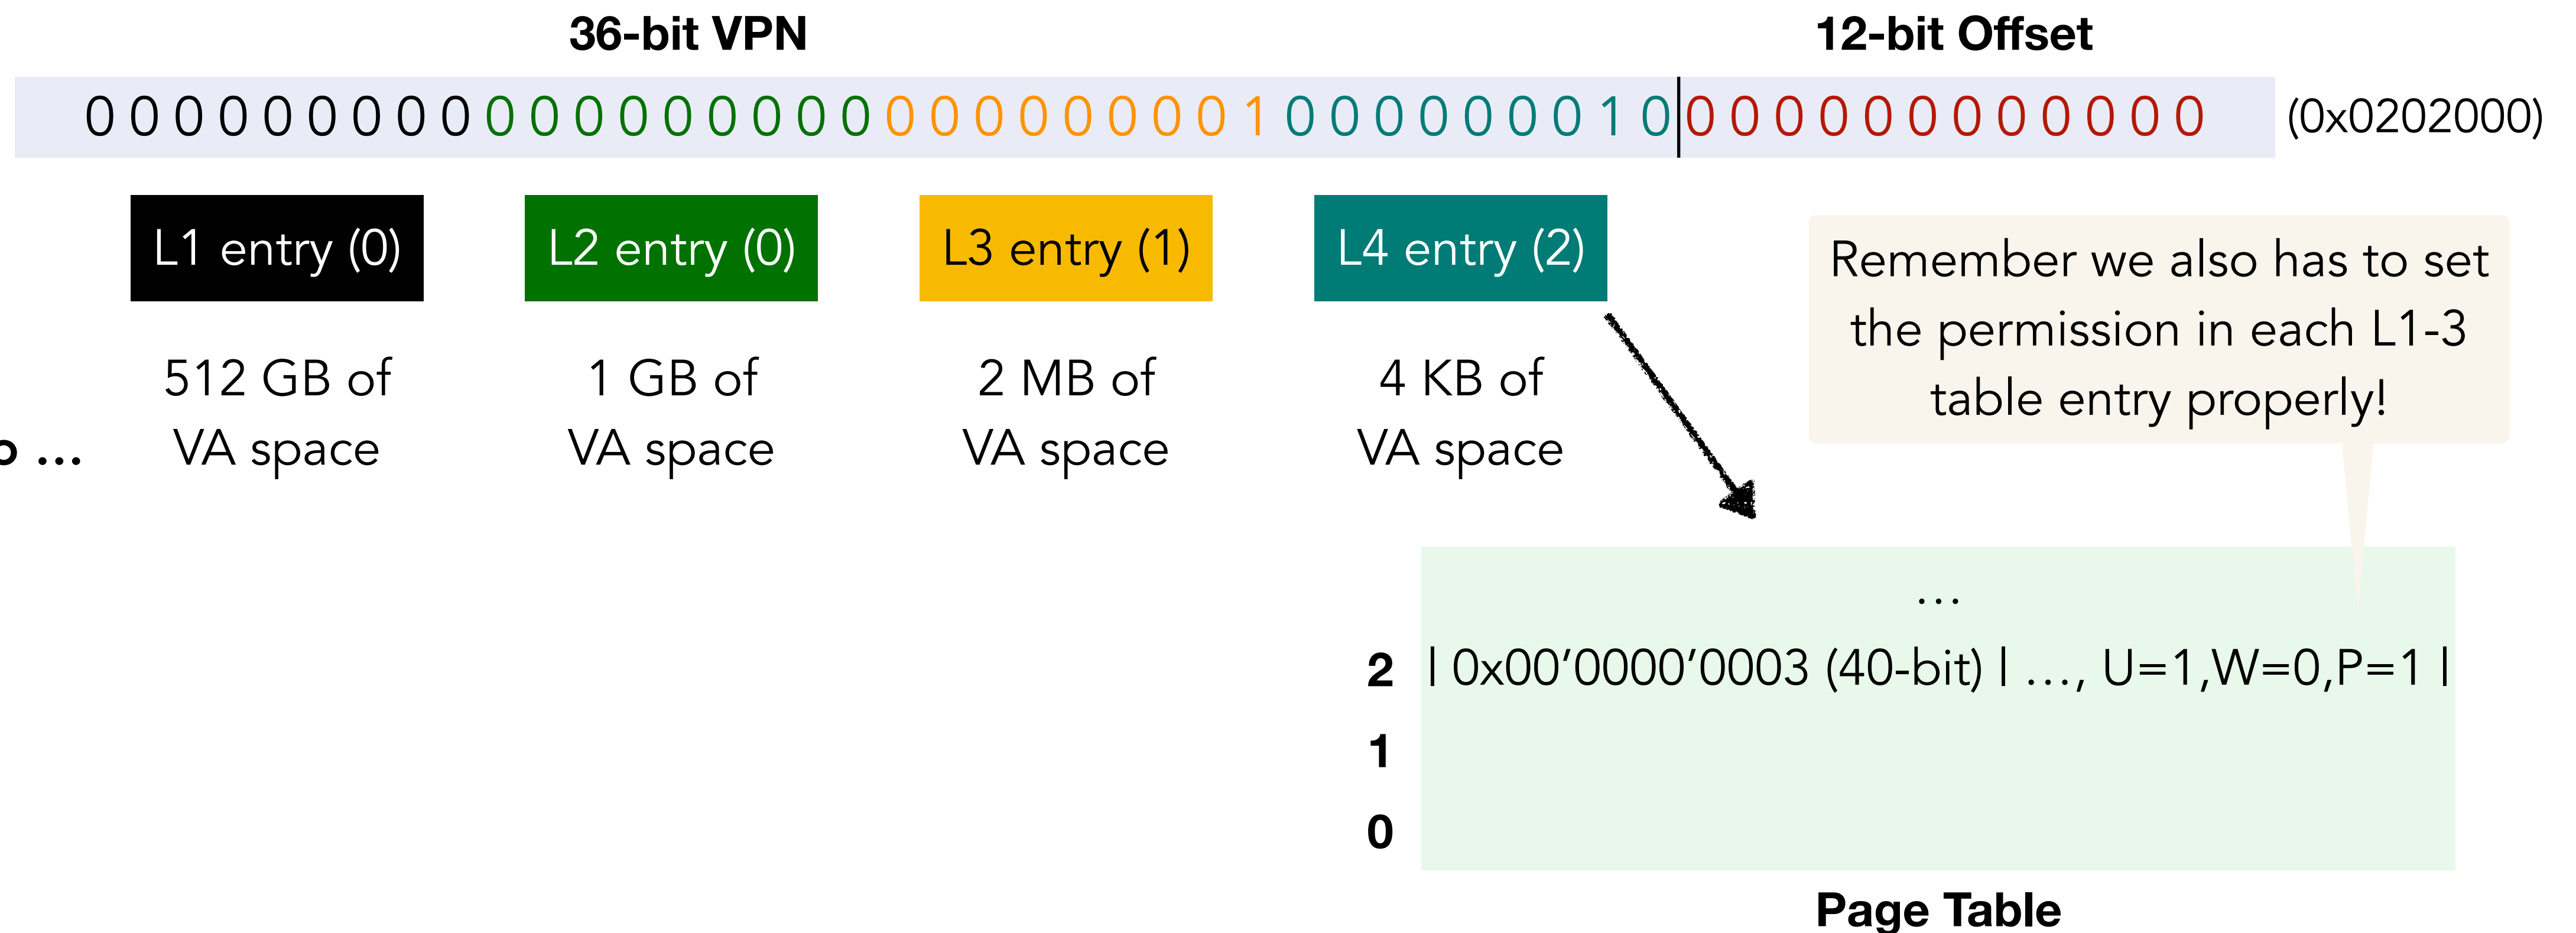 36-bit VPN
12-bit Offset
0 0 0 0 0 0 0 0 0 0 0 0 0 0 0 0 0 0 0 0 0 0 0 0 0 0 1 0 0 0 0 0 0 0 1 0 0 0 0 0 0 0 0 0 0 0 0 0 (0x0202000)
L1 entry (0)
L2 entry (0)
L3 entry (1)
L4 entry (2)
512 GB of
VA space
1 GB of
VA space
2 MB of
VA space
4 KB of
VA space
...
Remember we also has to set
the permission in each L1-3
table entry properly!
...
2 | 0x00’0000’0003 (40-bit) | ..., U=1,W=0,P=1 |
1
0
Page Table